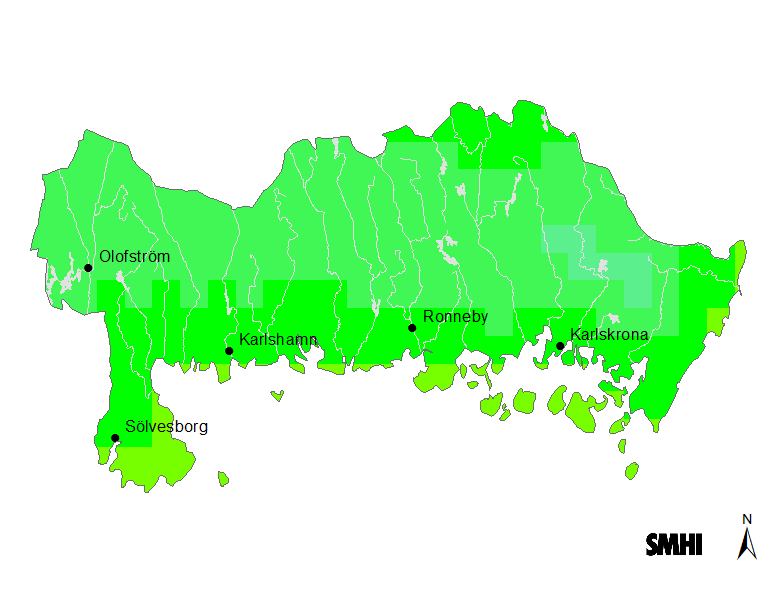 Olofström
Ronneby
Karlskrona
Karlshamn
Sölvesborg
N
SMHI